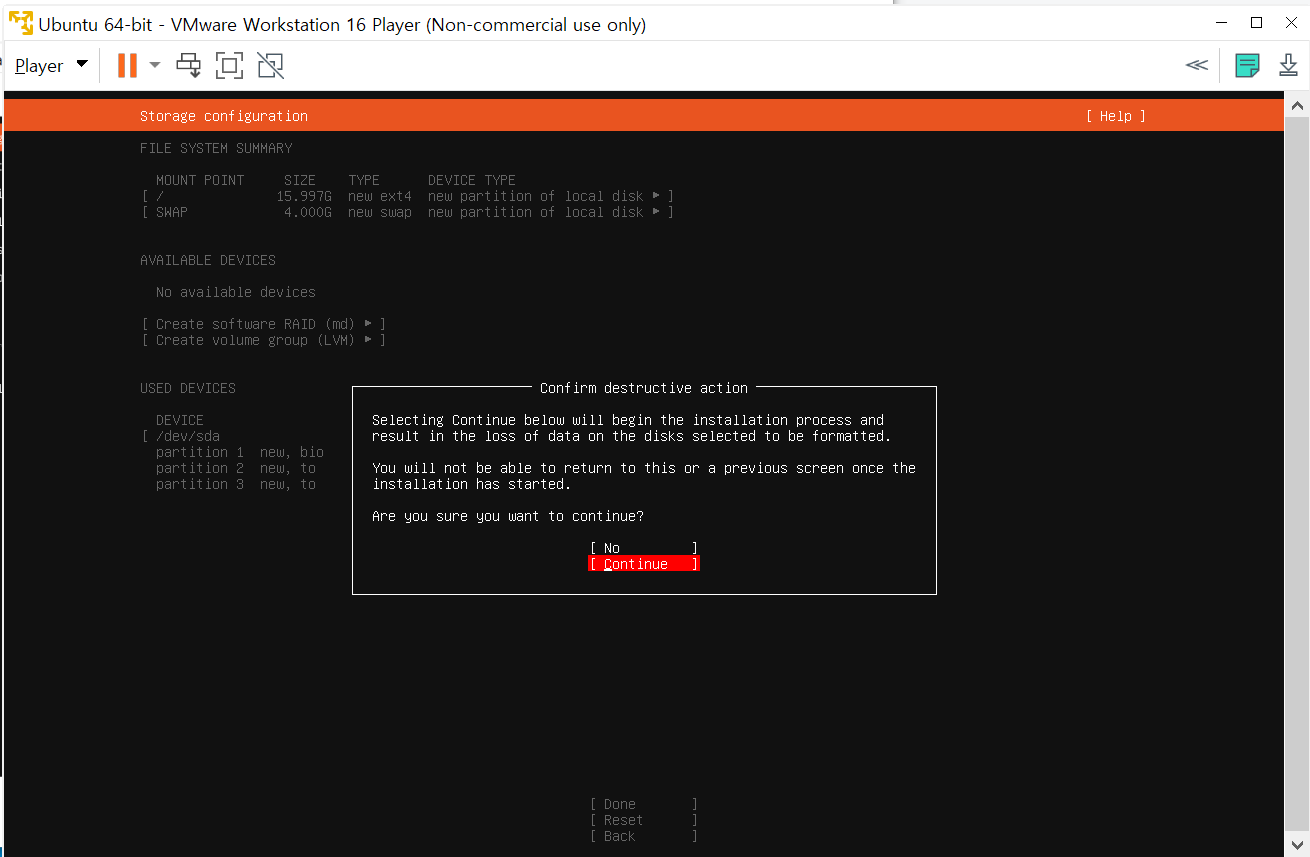 Ubuntu 64-bit - VMware Workstation 16 Player (Non-commercial use only)
Player
Storage configuration [ Help ]
FILE SYSTEM SUMMARY
MOUNT POINT SIZE TYPE DEVICE TYPE
[ / 15.997G new ext4 new partition of local disk ▸ ]
[ SWAP 4.000G new swap new partition of local disk ▸ ]
AVAILABLE DEVICES
No available devices
[ Create software RAID (md) ▸ ]
[ Create volume group (LVM) ▸ ]
USED DEVICES
DEVICE
[ /dev/sda
partition 1 new, bio
partition 2 new, to
partition 3 new, to
Confirm destructive action
Selecting Continue below will begin the installation process and
result in the loss of data on the disks selected to be formatted.
You will not be able to return to this or a previous screen once the
installation has started.
Are you sure you want to continue?
[ No ]
[ Continue ]
[ Done ]
[ Reset ]
[ Back ]